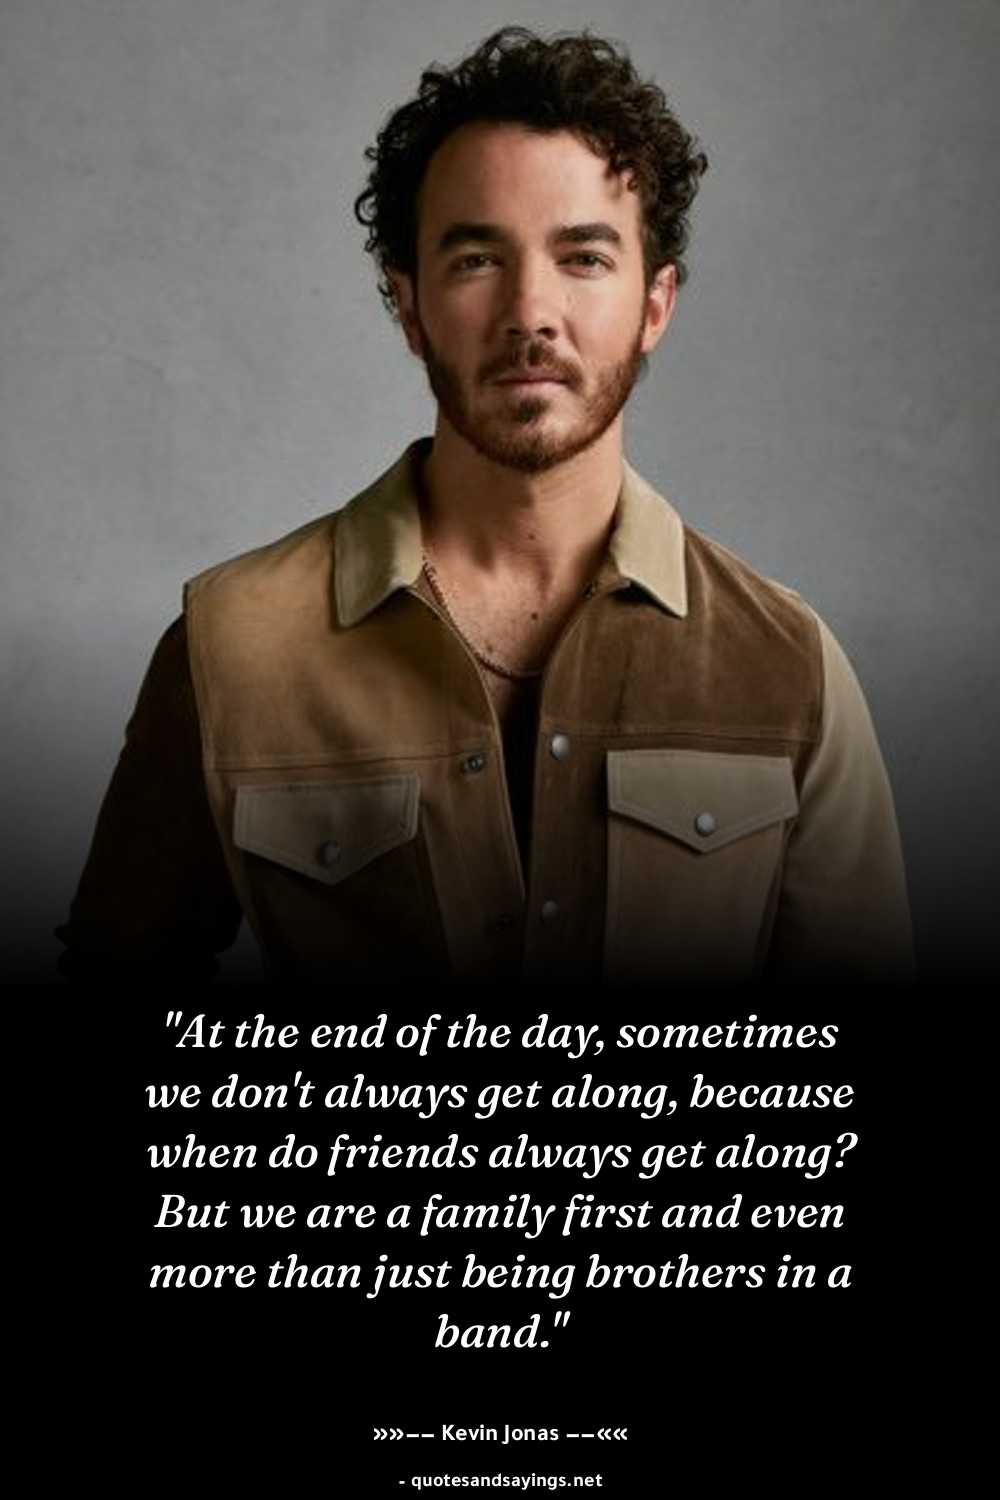 "At the end of the day, sometimes
we don't always get along, because
when do friends always get along?
But we are a family first and even
more than just being brothers in a
band."
»»–– Kevin Jonas ––««
- quotesandsayings.net